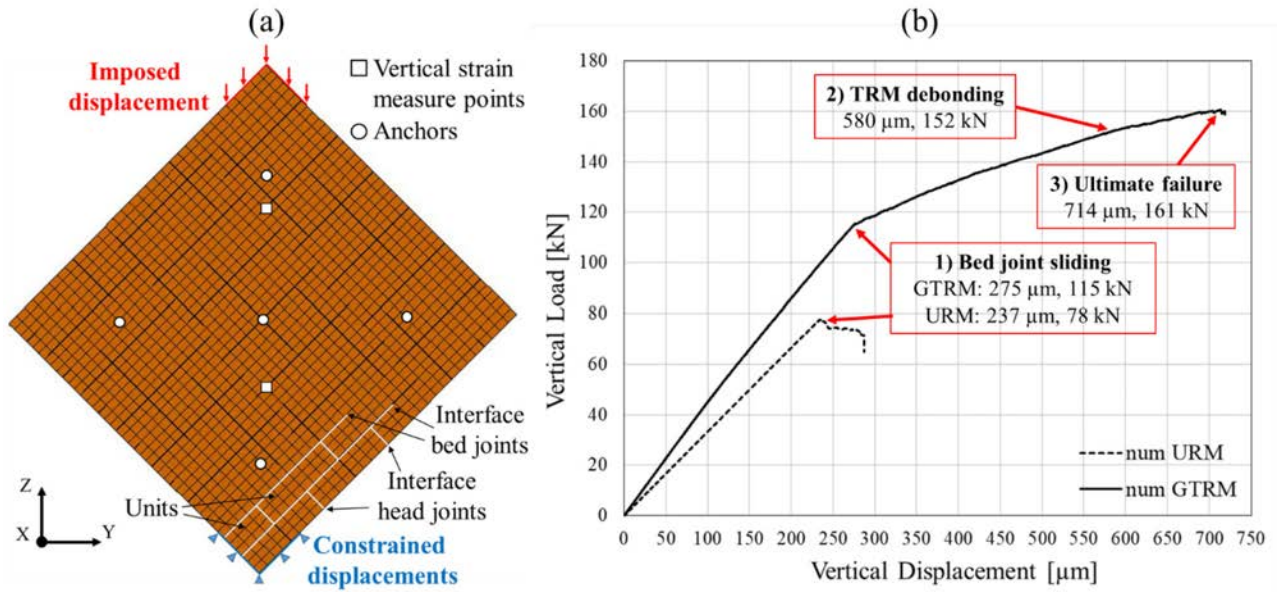 (a)
Imposed
displacement
Vertical strain
measure points
Anchors
Interface
bed joints
Interface
head joints
Units
Z
X
Y
Constrained
displacements
(b)
180
160
140
120
100
80
60
40
20
0
Vertical Load [kN]
2) TRM debonding
580 µm, 152 kN
3) Ultimate failure
714 µm, 161 kN
1) Bed joint sliding
GTRM: 275 µm, 115 kN
URM: 237 µm, 78 kN
num URM
num GTRM
0 50 100 150 200 250 300 350 400 450 500 550 600 650 700 750
Vertical Displacement [µm]